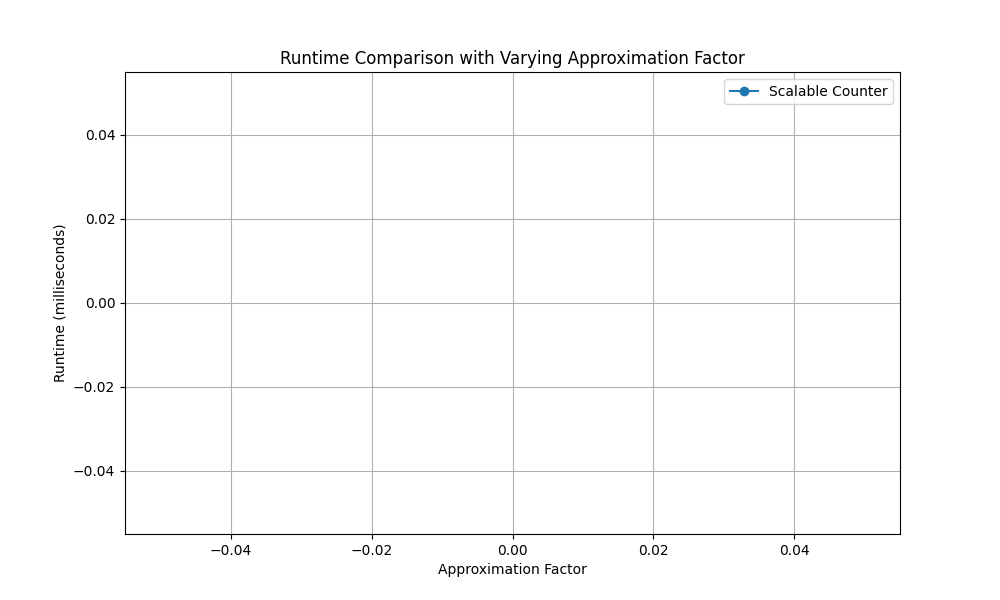 Runtime Comparison with Varying Approximation Factor
Scalable Counter
Runtime (milliseconds)
0.04
0.02
0.00
−0.02
−0.04
−0.04
−0.02
0.00
0.02
0.04
Approximation Factor